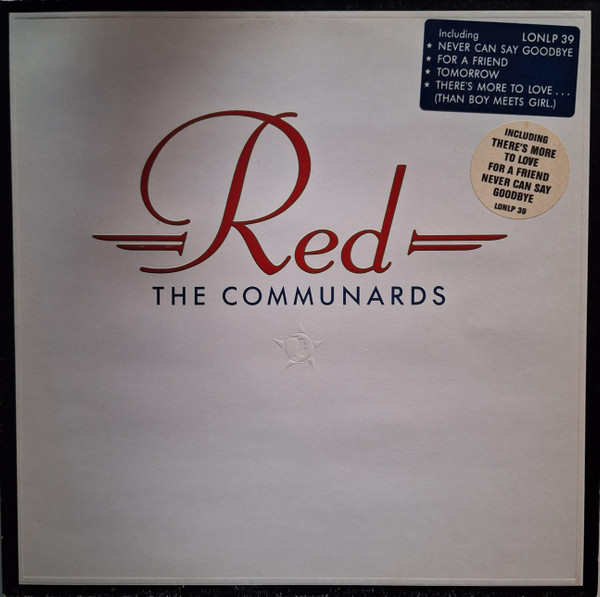 Including LONLP 39
★ NEVER CAN SAY GOODBYE
★ FOR A FRIEND
★ TOMORROW
★ THERE'S MORE TO LOVE...
(THAN BOY MEETS GIRL.)
INCLUDING
THERE'S MORE
TO LOVE
FOR A FRIEND
NEVER CAN SAY
GOODBYE
LONLP 39
Red
THE COMMUNARDS